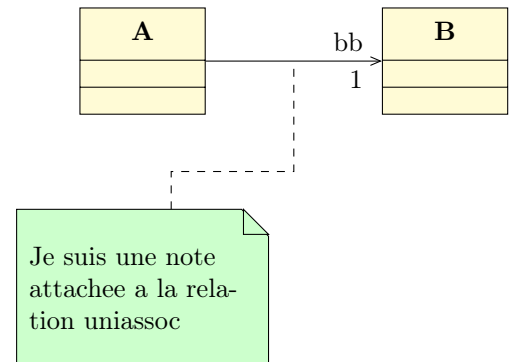 A
bb
B
1
Je suis une note
attachee a la rela-
tion uniassoc